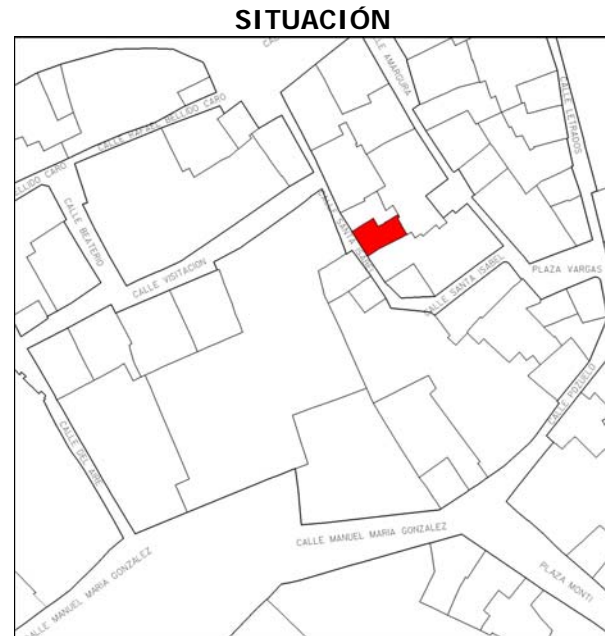 SITUACIÓN
CALLE AMARGURA
CALLE LETRADOS
CALLE RAFAEL BELLIDO CARO
BELLIDO CARO
CALLE BEATERIO
CALLE SANTA ISABEL
CALLE VISITACION
CALLE SANTA ISABEL
PLAZA VARGAS
CALLE POZUELO
CALLE DEL AIRE
CALLE MANUEL MARIA GONZALEZ
CALLE MANUEL MARIA GONZALEZ
PLAZA MONTI